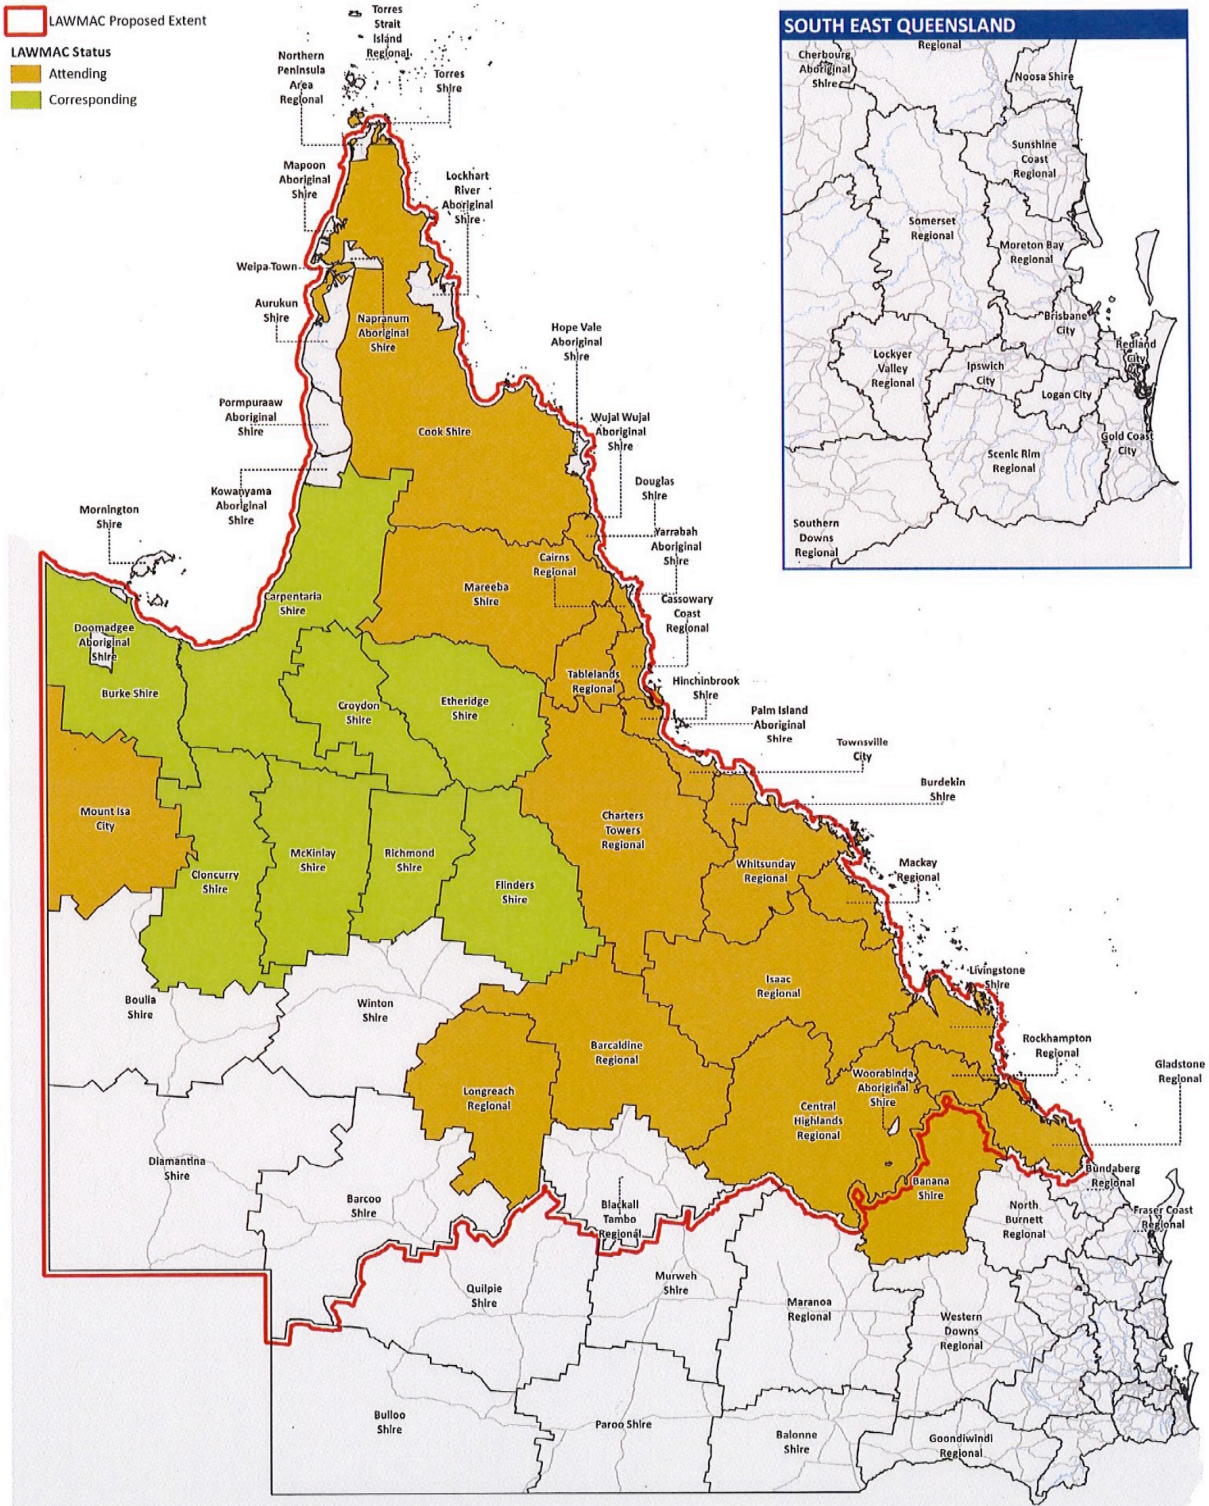 LAWMAC Proposed Extent
LAWMAC Status
Attending
Corresponding
Torres
Strait
Island
Regional
Northern
Peninsula
Area
Regional
Torres
Shire
Mapoon
Aboriginal
Shire
Lockhart
River
Aboriginal
Shire
Weipa Town
Aurukun
Shire
Napranum
Aboriginal
Shire
Hope Vale
Aboriginal
Shire
Pormpuraaw
Aboriginal
Shire
Cook Shire
Wujal Wujal
Aboriginal
Shire
Kowanyama
Aboriginal
Shire
Douglas
Shire
Mornington
Shire
Yarrabah
Aboriginal
Shire
Cairns
Regional
Mareeba
Shire
Carpentaria
Shire
Cassowary
Coast
Regional
Doomadgee
Aboriginal
Shire
Burke Shire
Croydon
Shire
Etheridge
Shire
Tablelands
Regional
Hinchinbrook
Shire
Palm Island
Aboriginal
Shire
Townsville
City
Burdekin
Shire
Mount Isa
City
Cloncurry
Shire
McKinlay
Shire
Richmond
Shire
Flinders
Shire
Charters
Towers
Regional
Whitsunday
Regional
Mackay
Regional
Boulia
Shire
Winton
Shire
Isaac
Regional
Livingstone
Shire
Barcaldine
Regional
Rockhampton
Regional
Longreach
Regional
Woorabinda
Aboriginal
Shire
Gladstone
Regional
Central
Highlands
Regional
Diamantina
Shire
Barcoo
Shire
Blackall
Tambo
Regional
Banana
Shire
Bundaberg
Regional
North
Burnett
Regional
Fraser Coast
Regional
Quilpie
Shire
Murweh
Shire
Maranoa
Regional
Western
Downs
Regional
Bulloo
Shire
Paroo Shire
Balonne
Shire
Goondiwindi
Regional
SOUTH EAST QUEENSLAND
Regional
Cherbourg
Aboriginal
Shire
Noosa Shire
Sunshine
Coast
Regional
Somerset
Regional
Moreton Bay
Regional
Brisbane
City
Redland
City
Lockyer
Valley
Regional
Ipswich
City
Logan City
Gold Coast
City
Scenic Rim
Regional
Southern
Downs
Regional